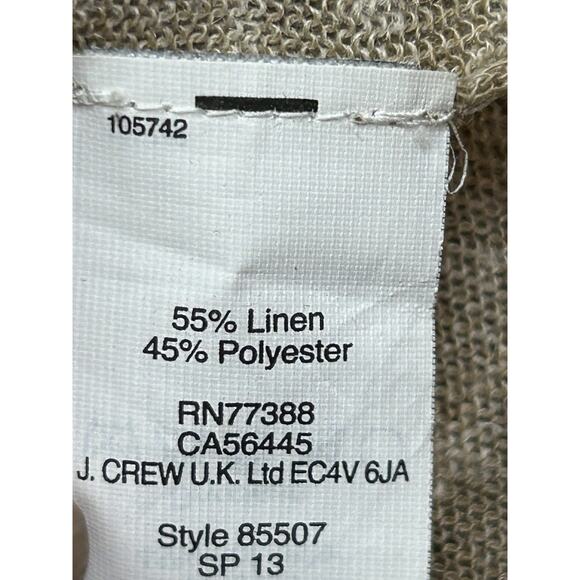 105742
55% Linen
45% Polyester
RN77388
CA56445
J. CREW U.K. Ltd EC4V 6JA
Style 85507
SP 13